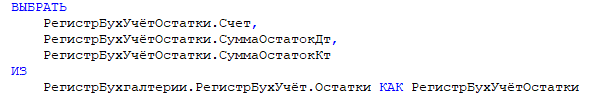 ВЫБРАТЬ
РегистрБухУчётОстатки.Счет,
РегистрБухУчётОстатки.СуммаОстатокДт,
РегистрБухУчётОстатки.СуммаОстатокКт
ИЗ
РегистрБухгалтерии.РегистрБухУчёт.Остатки КАК РегистрБухУчётОстатки